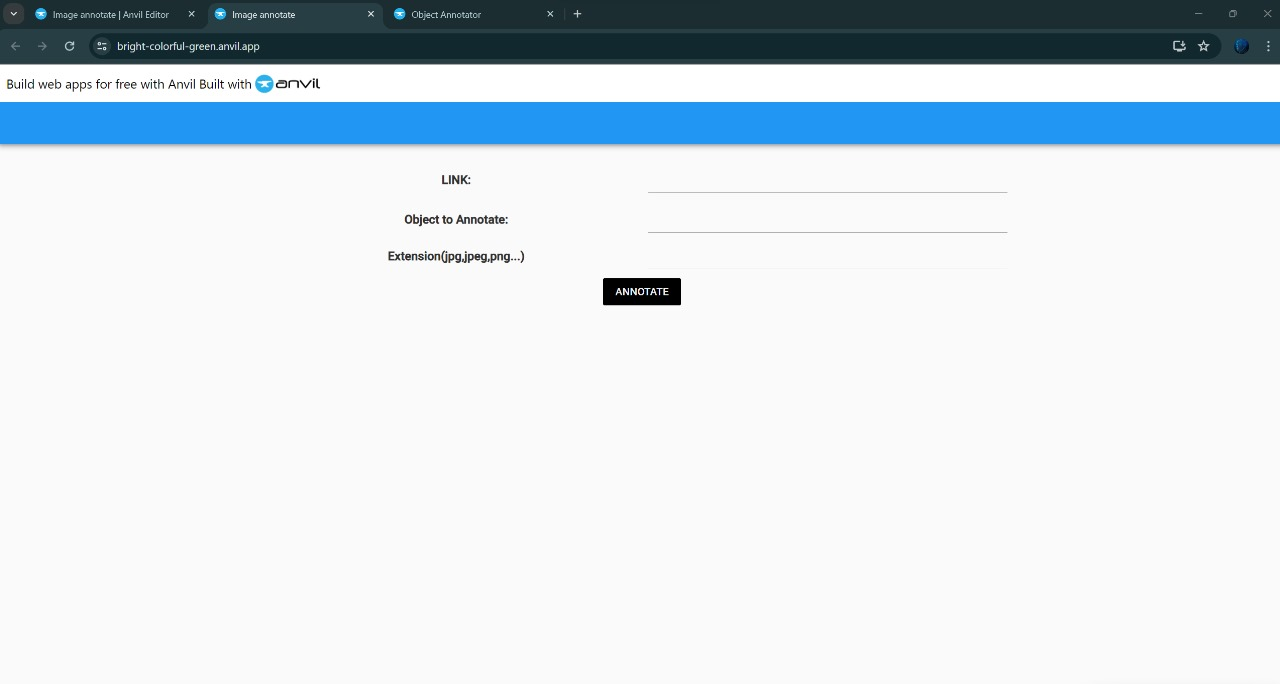 Image annotate | Anvil Editor
Image annotate
Object Annotator
bright-colorful-green.anvil.app
Build web apps for free with Anvil Built with anvil
LINK:
Object to Annotate:
Extension(jpg,jpeg,png...)
ANNOTATE